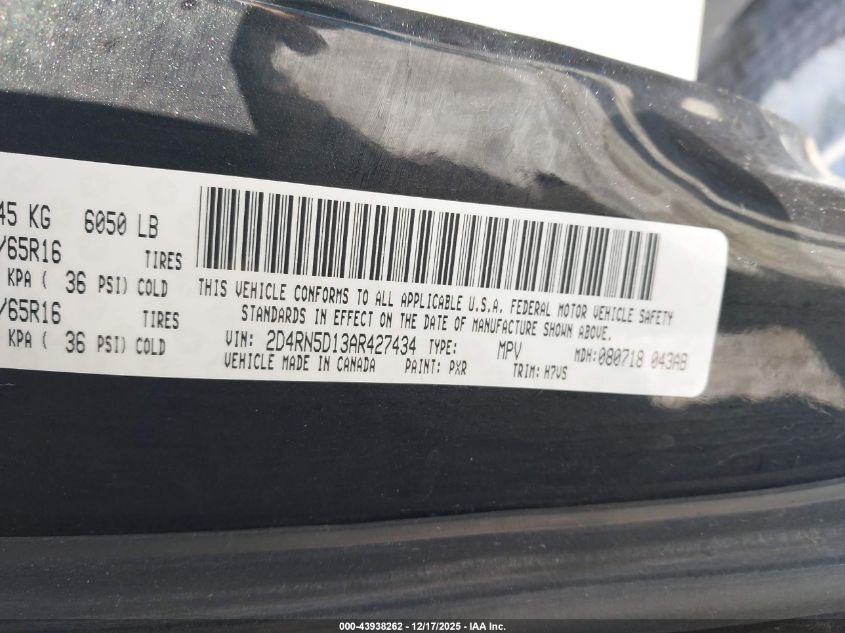 45 KG 6050 LB
/65R16 TIRES
KPA ( 36 PSI) COLD
/65R16 TIRES
KPA ( 36 PSI) COLD
THIS VEHICLE CONFORMS TO ALL APPLICABLE U.S.A. FEDERAL MOTOR VEHICLE SAFETY
STANDARDS IN EFFECT ON THE DATE OF MANUFACTURE SHOWN ABOVE.
VIN: 2D4RN5D13AR427434 TYPE: MPV MDH:080718 043AB
VEHICLE MADE IN CANADA PAINT: PXR TRIM: H7VS
000-43938262 - 12/17/2025 - IAA Inc.